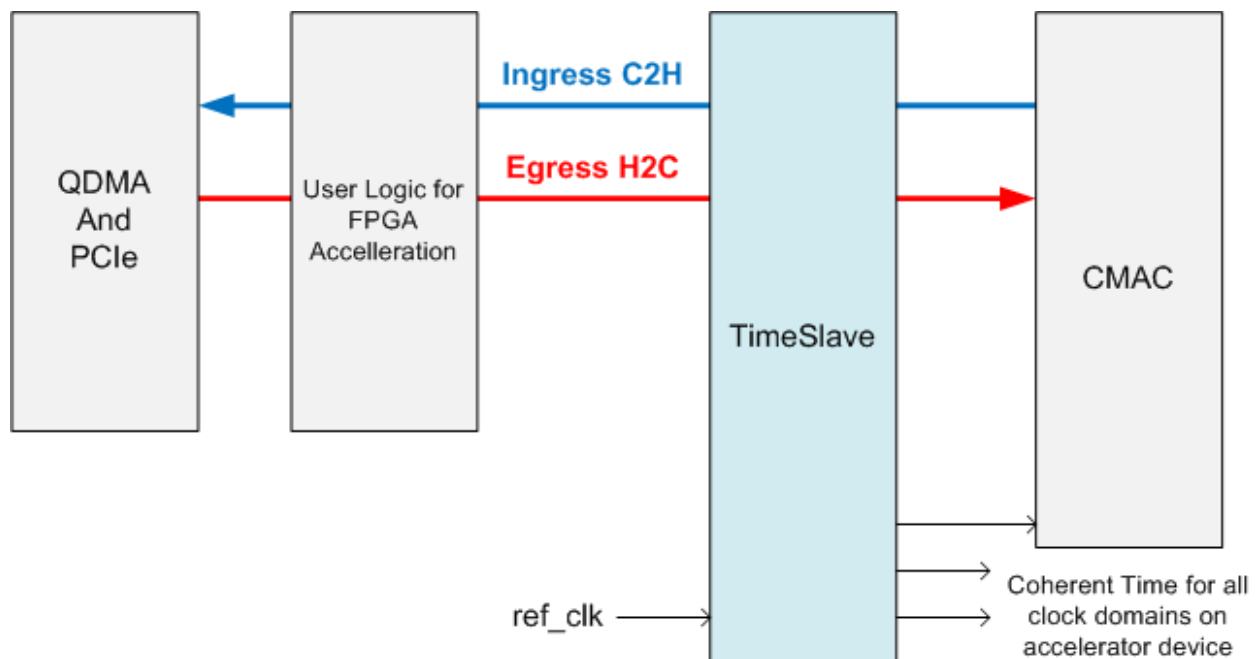 Ingress C2H
Egress H2C
QDMA
And
PCIe
User Logic for
FPGA
Accelleration
TimeSlave
CMAC
ref_clk
Coherent Time for all
clock domains on
accelerator device